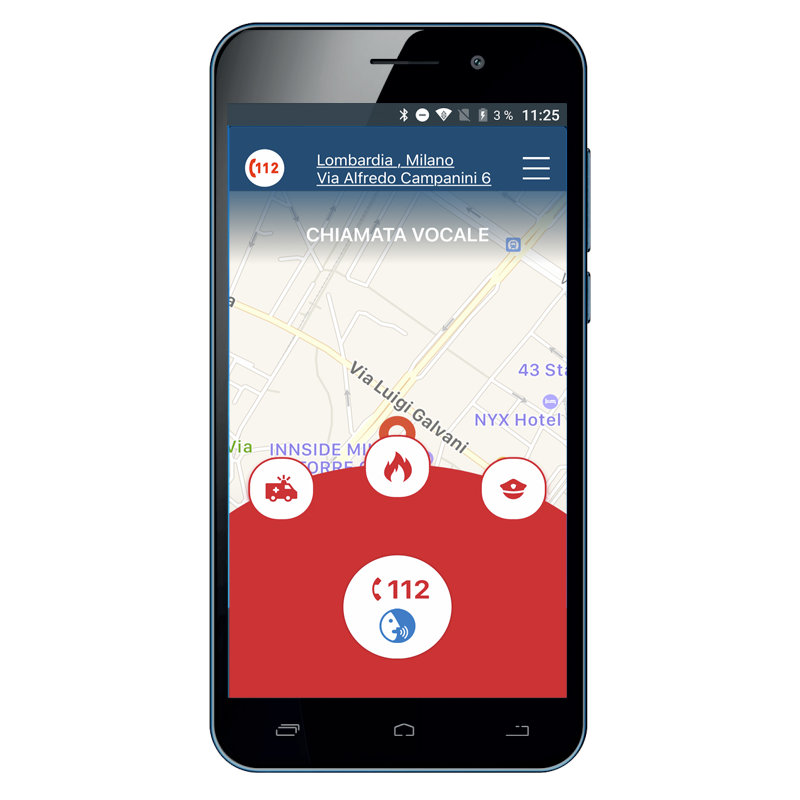 3 % 11:25
112
Lombardia , Milano
Via Alfredo Campanini 6
CHIAMATA VOCALE
43 Sta
Via Luigi Galvani
NYX Hotel
Via
INNSIDE MI
TORRE
112